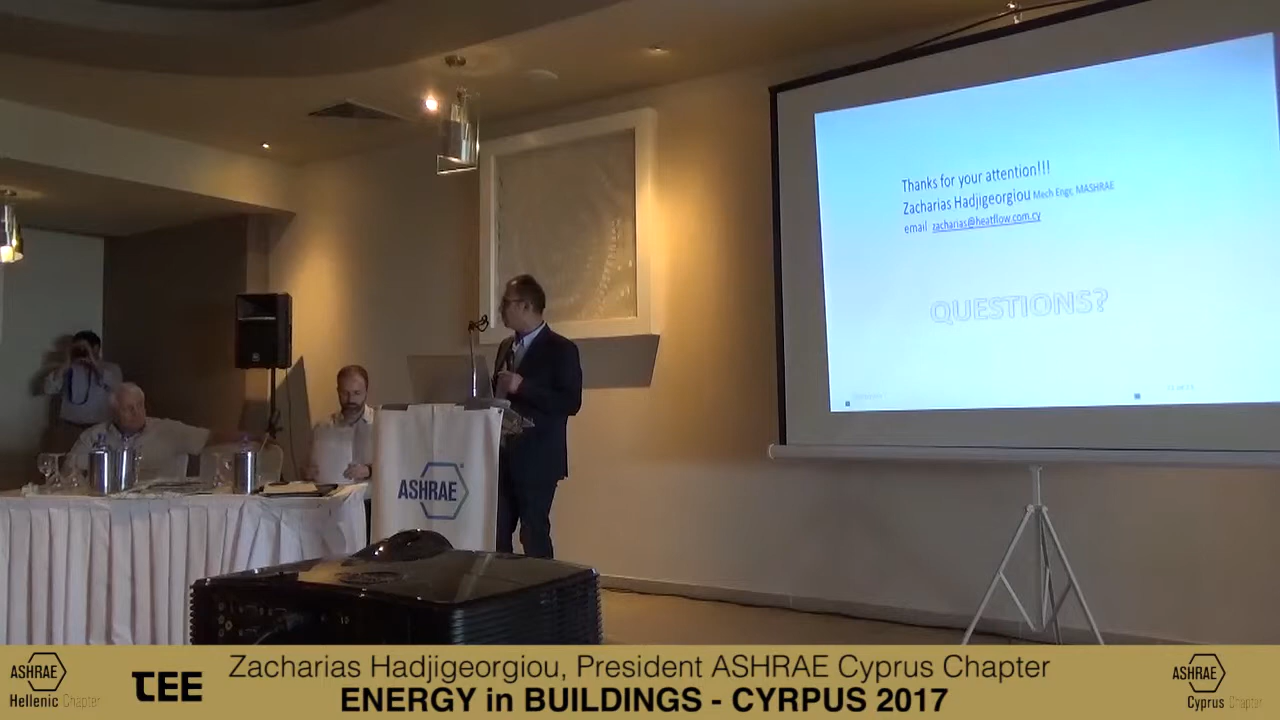 Thanks for your attention!!!
Zacharias Hadjigeorgiou Mech Engr, MASHRAE
email zacharias@heatflow.com.cy
QUESTIONS?
ASHRAE
ASHRAE
Hellenic Chapter
TEE
Zacharias Hadjigeorgiou, President ASHRAE Cyprus Chapter
ENERGY in BUILDINGS - CYRPUS 2017
ASHRAE
Cyprus Chapter